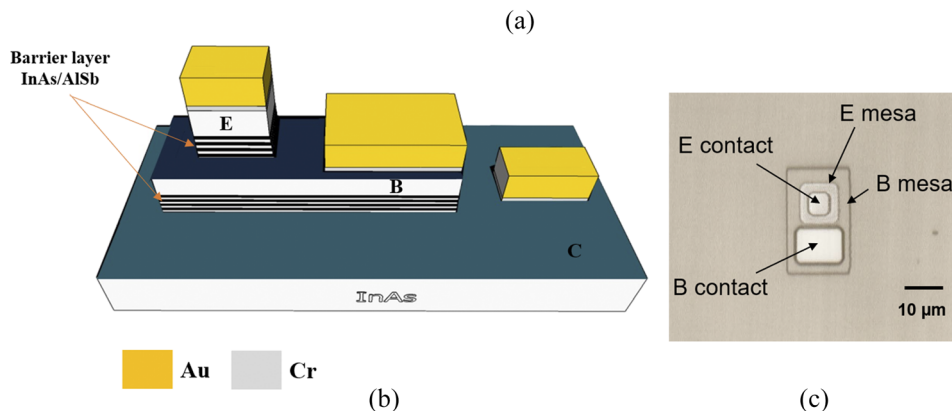 (a)
Barrier layer
InAs/AlSb
E
B
C
InAs
Au
Cr
(b)
E mesa
E contact
B mesa
B contact
10 µm
(c)